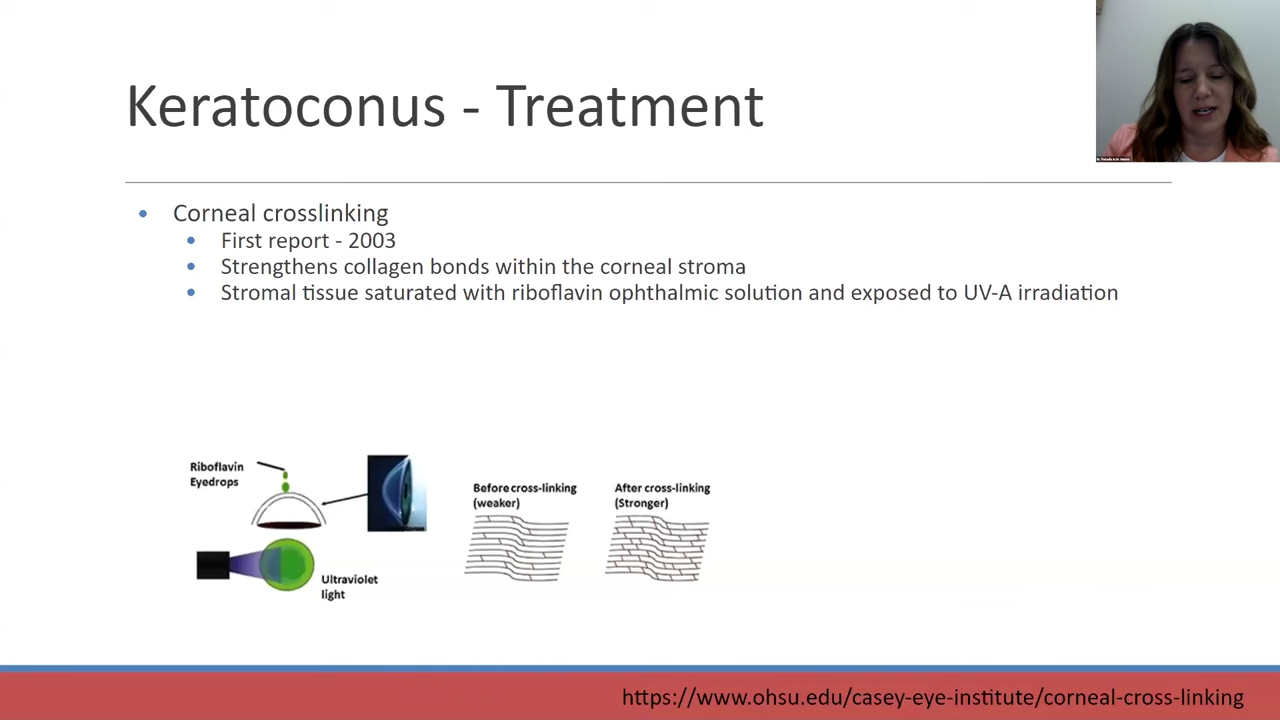 Keratoconus - Treatment
• Corneal crosslinking
• First report - 2003
• Strengthens collagen bonds within the corneal stroma
• Stromal tissue saturated with riboflavin ophthalmic solution and exposed to UV-A irradiation
Riboflavin
Eyedrops
Ultraviolet
light
Before cross-linking
(weaker)
After cross-linking
(Stronger)
https://www.ohsu.edu/casey-eye-institute/corneal-cross-linking